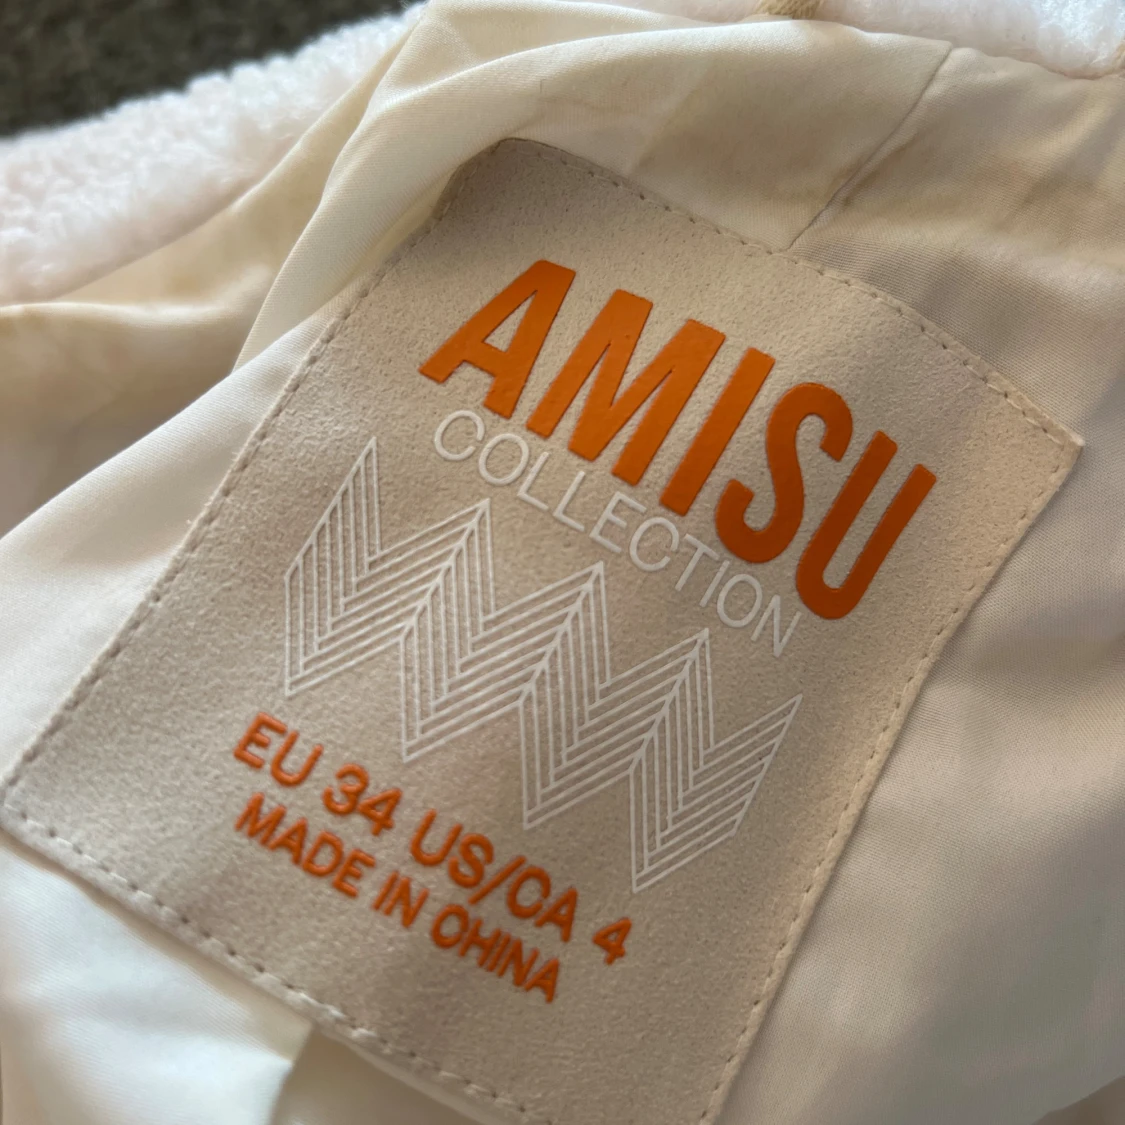 AMISU
COLLECTION
EU 34 US/CA 4
MADE IN CHINA